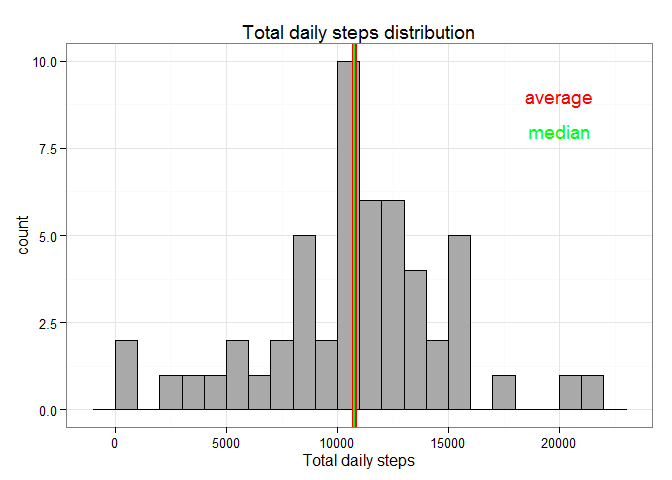 Total daily steps distribution
10.0
average
median
7.5
count
5.0
2.5
0.0
0 5000 10000 15000 20000
Total daily steps